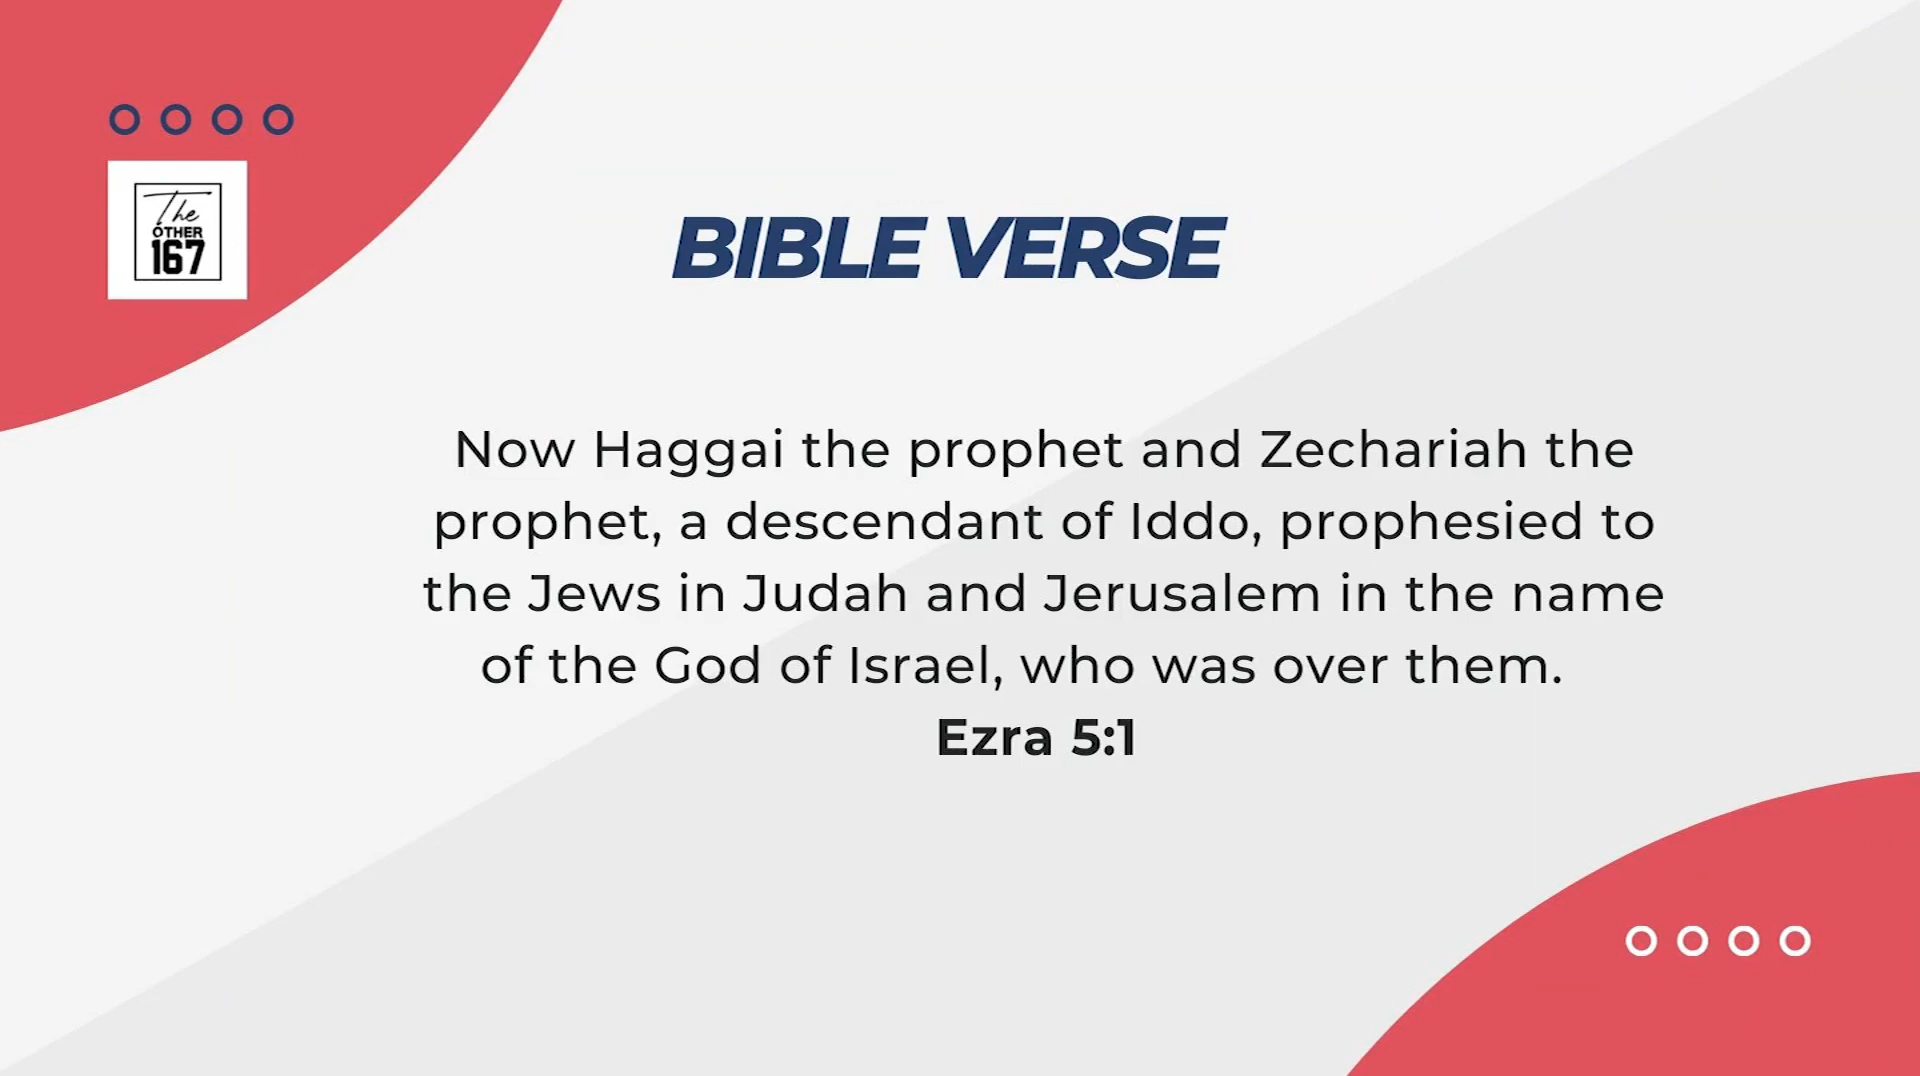 The
OTHER
167
BIBLE VERSE
Now Haggai the prophet and Zechariah the
prophet, a descendant of Iddo, prophesied to
the Jews in Judah and Jerusalem in the name
of the God of Israel, who was over them.
Ezra 5:1